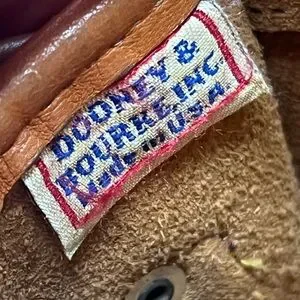 DOONEY &
BOURKE, INC.
Made in U.S.A